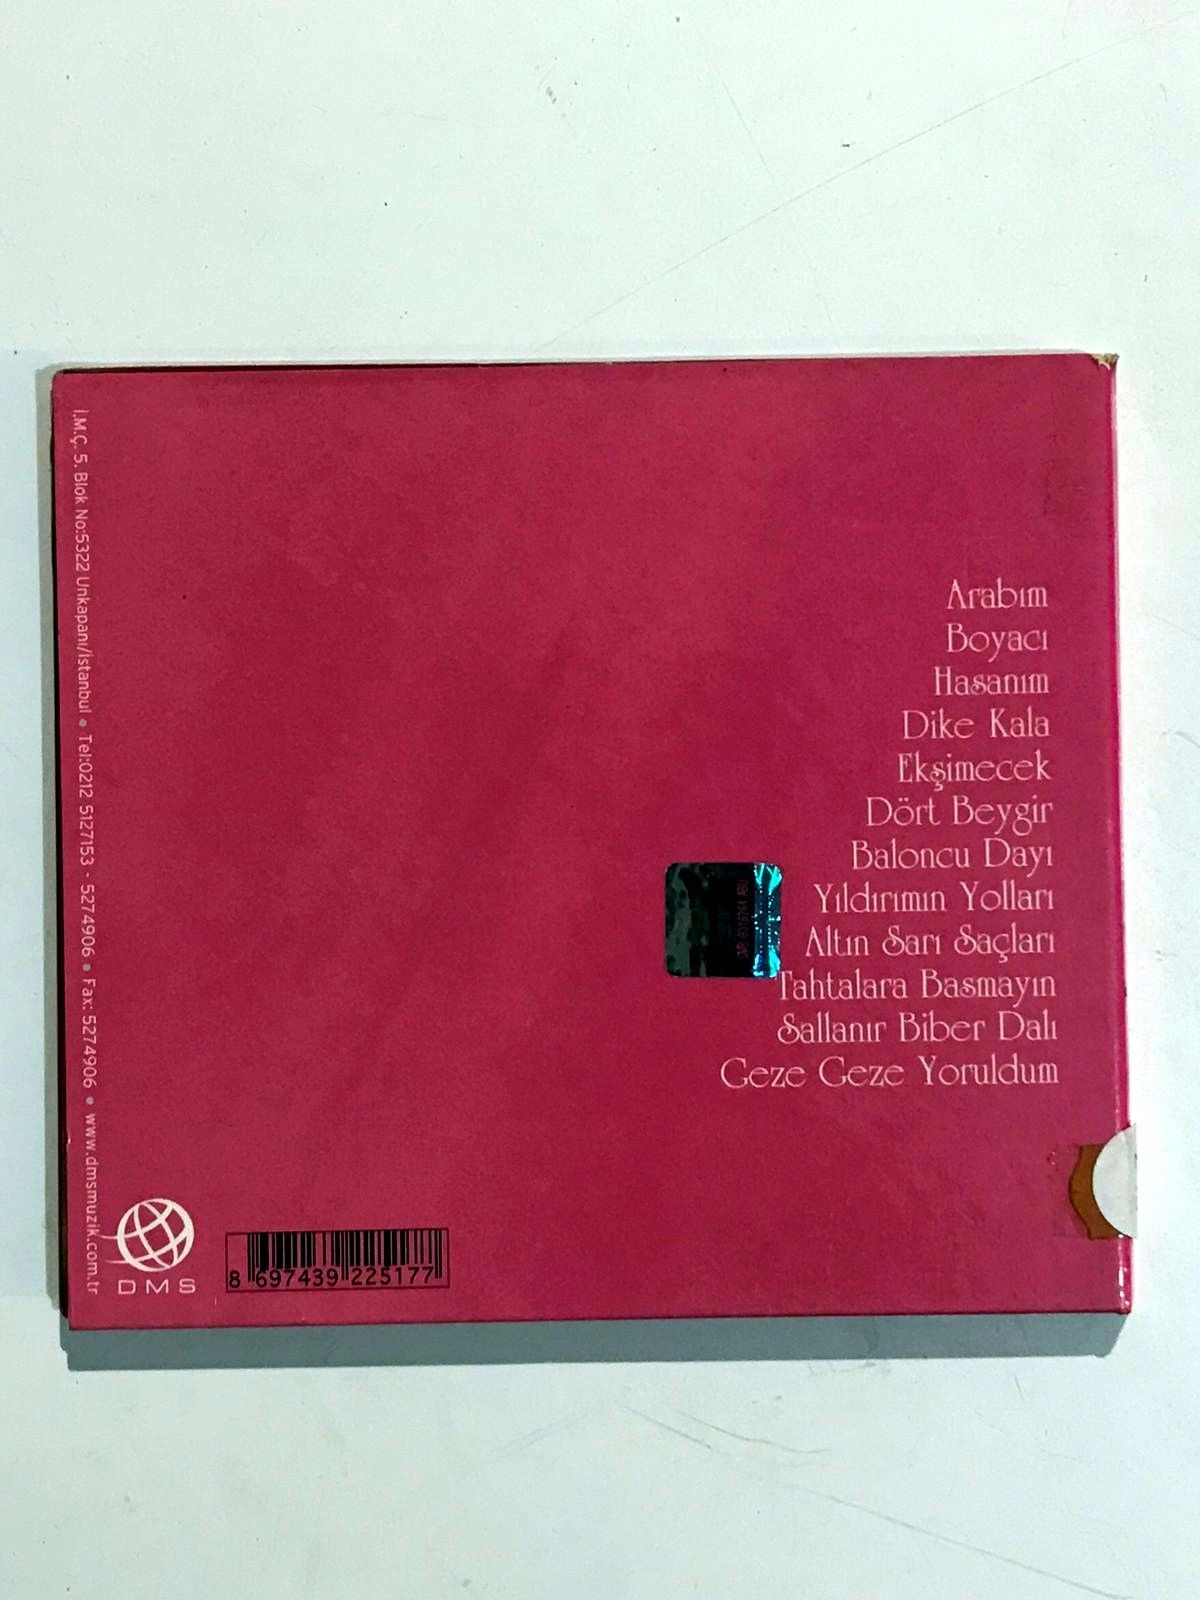 Arabım
Boyacı
Hasanım
Dike Kala
Ekşimecek
Dört Beygir
Baloncu Dayı
Yıldırımın Yolları
Altın Sarı Saçları
Tahtalara Basmayın
Sallanır Biber Dalı
Geze Geze Yoruldum
İ.M.Ç. 5. Blok No:5322 Unkapanı/İstanbul • Tel:0212 5127153 - 5274906 • Fax: 5274906 • www.dmsmuzik.com.tr
DMS
8 697439 225177